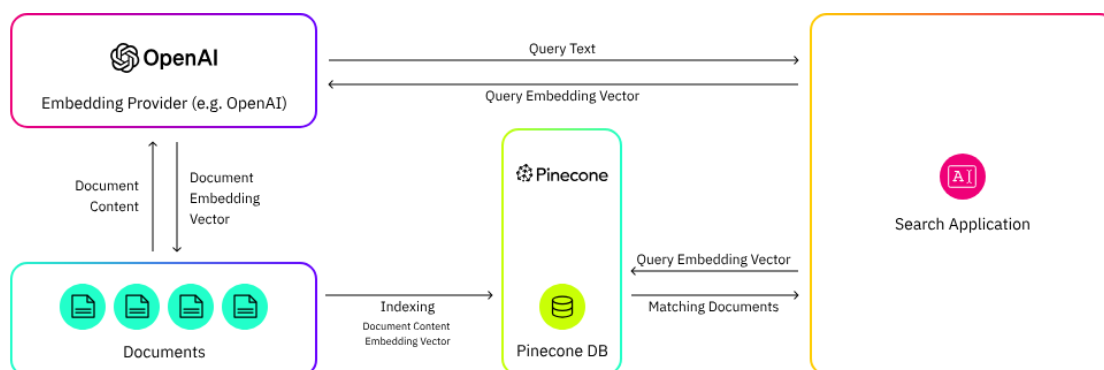 OpenAI
Embedding Provider (e.g. OpenAI)
Query Text
Query Embedding Vector
Document
Content
Document
Embedding
Vector
Pinecone
AI
Search Application
Query Embedding Vector
Matching Documents
Indexing
Document Content
Embedding Vector
Documents
Pinecone DB